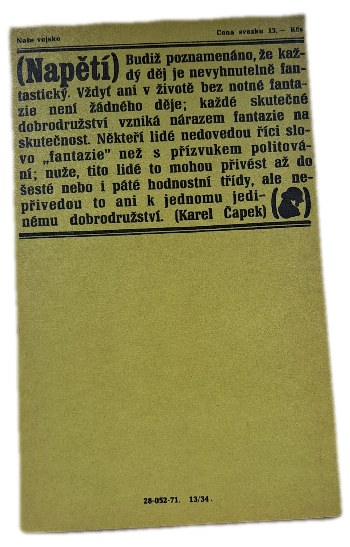 Naše vojsko
Cena svazku 13,— Kčs
(Napětí) Budiž poznamenáno, že kaž-
dý děj je nevyhnutelně fan-
tastický. Vždyť ani v životě bez notné fanta-
zie není žádného děje; každé skutečné
dobrodružství vzniká nárazem fantazie na
skutečnost. Někteří lidé nedovedou říci slo-
vo „fantazie" než s přízvukem politová-
ní; nuže, tito lidé to mohou přivést až do
šesté nebo i páté hodnostní třídy, ale ne-
přivedou to ani k jednomu jedi-
nému dobrodružství. (Karel Čapek)
28-052-71. 13/34.